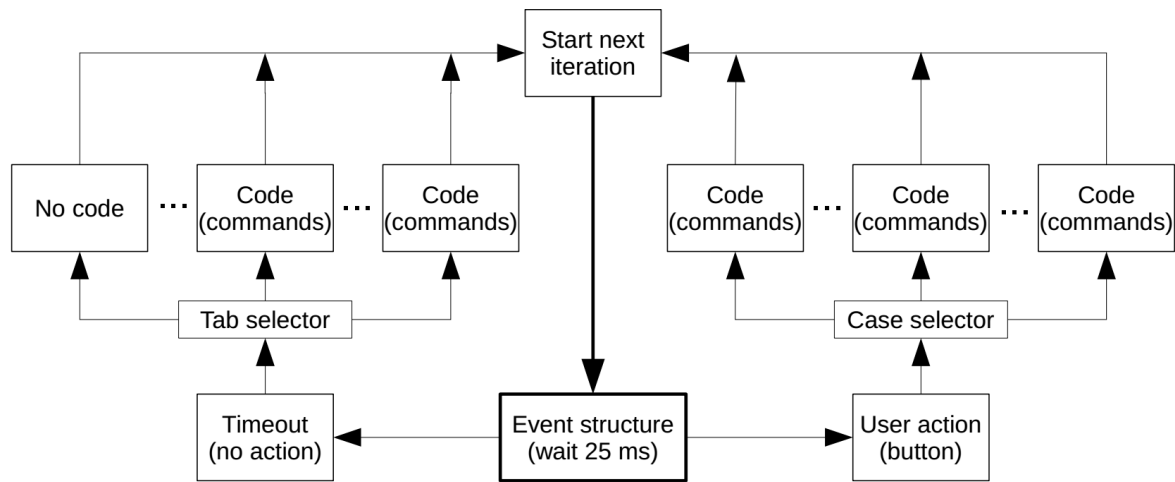 Start next
iteration
No code
...
Code
(commands)
...
Code
(commands)
Code
(commands)
...
Code
(commands)
...
Code
(commands)
Tab selector
Case selector
Timeout
(no action)
Event structure
(wait 25 ms)
User action
(button)